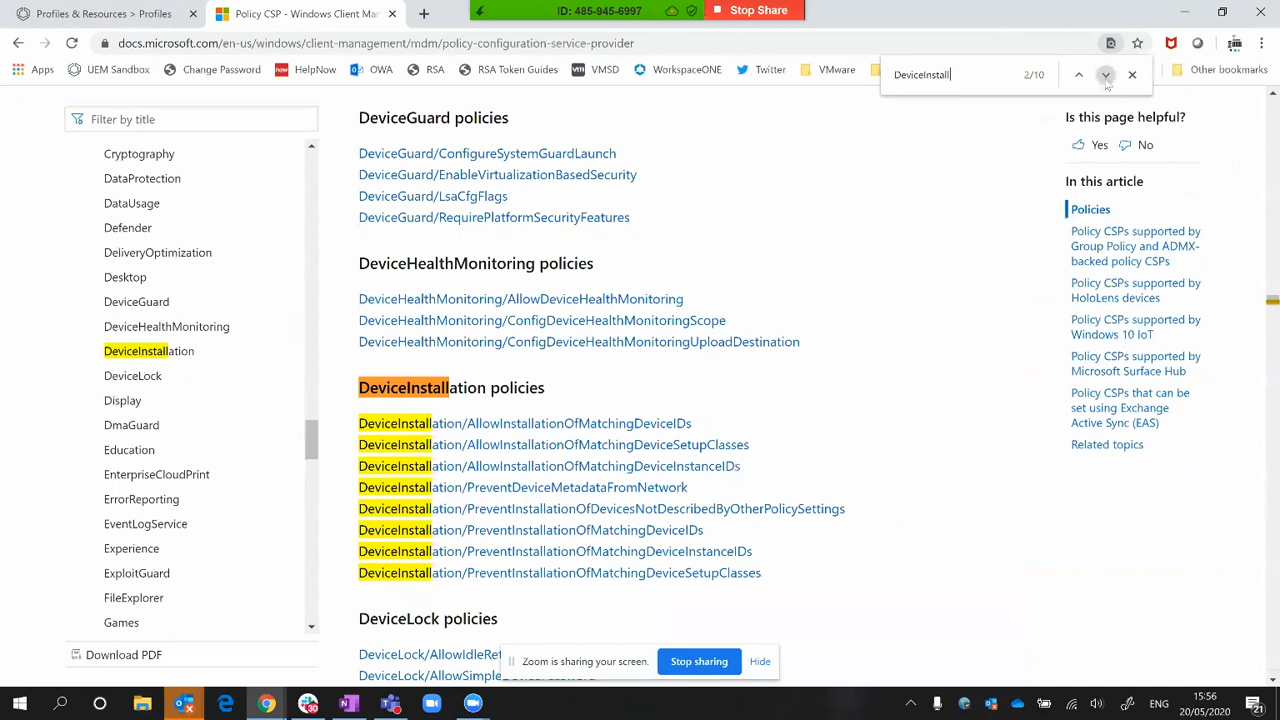 Profiles & Resources > Profiles
Policy CSP - Windows Client Ma
ID: 485-945-6997
Stop Share
docs.microsoft.com/en-us/windows/client-management/mdm/policy-configuration-service-provider
Apps
UEM Sandbox
HelpNow
OWA
RSA
RSA Token Guides
VMSD
WorkspaceOneUEM
Twitter
VMware
Other bookmarks
DeviceInstall
2/10
Filter by title
Cryptography
DataProtection
DataUsage
Defender
DeliveryOptimization
Desktop
DeviceGuard
DeviceHealthMonitoring
DeviceInstallation
DeviceLock
Display
DmaGuard
Education
EnterpriseCloudPrint
ErrorReporting
EventLogService
Experience
ExploitGuard
FileExplorer
Games
Download PDF
DeviceGuard policies
DeviceGuard/ConfigureSystemGuardLaunch
DeviceGuard/EnableVirtualizationBasedSecurity
DeviceGuard/LsaCfgFlags
DeviceGuard/RequirePlatformSecurityFeatures
DeviceHealthMonitoring policies
DeviceHealthMonitoring/AllowDeviceHealthMonitoring
DeviceHealthMonitoring/ConfigDeviceHealthMonitoringScope
DeviceHealthMonitoring/ConfigDeviceHealthMonitoringUploadDestination
DeviceInstallation policies
DeviceInstallation/AllowInstallationOfMatchingDeviceIDs
DeviceInstallation/AllowInstallationOfMatchingDeviceSetupClasses
DeviceInstallation/AllowInstallationOfMatchingDeviceInstanceIDs
DeviceInstallation/PreventDeviceMetadataFromNetwork
DeviceInstallation/PreventInstallationOfDevicesNotDescribedByOtherPolicySettings
DeviceInstallation/PreventInstallationOfMatchingDeviceIDs
DeviceInstallation/PreventInstallationOfMatchingDeviceInstanceIDs
DeviceInstallation/PreventInstallationOfMatchingDeviceSetupClasses
DeviceLock policies
DeviceLock/AllowIdleRet
DeviceLock/AllowSimpleDevicePassword
Zoom is sharing your screen.
Stop sharing
Hide
Is this page helpful?
Yes
No
In this article
Policies
Policy CSPs supported by
Group Policy and ADMX-
backed policy CSPs
Policy CSPs supported by
HoloLens devices
Policy CSPs supported by
Windows 10 IoT
Policy CSPs supported by
Microsoft Surface Hub
Policy CSPs that can be
set using Exchange
Active Sync (EAS)
Related topics
ENG
15:56
20/05/2020